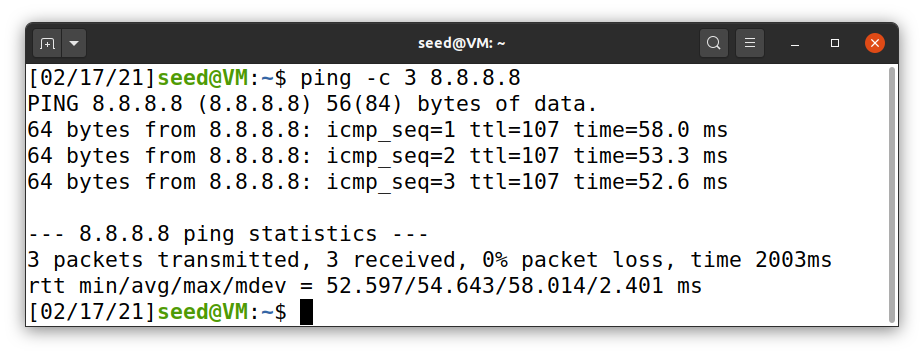 seed@VM: ~
[02/17/21]seed@VM:~$ ping -c 3 8.8.8.8
PING 8.8.8.8 (8.8.8.8) 56(84) bytes of data.
64 bytes from 8.8.8.8: icmp_seq=1 ttl=107 time=58.0 ms
64 bytes from 8.8.8.8: icmp_seq=2 ttl=107 time=53.3 ms
64 bytes from 8.8.8.8: icmp_seq=3 ttl=107 time=52.6 ms
--- 8.8.8.8 ping statistics ---
3 packets transmitted, 3 received, 0% packet loss, time 2003ms
rtt min/avg/max/mdev = 52.597/54.643/58.014/2.401 ms
[02/17/21]seed@VM:~$